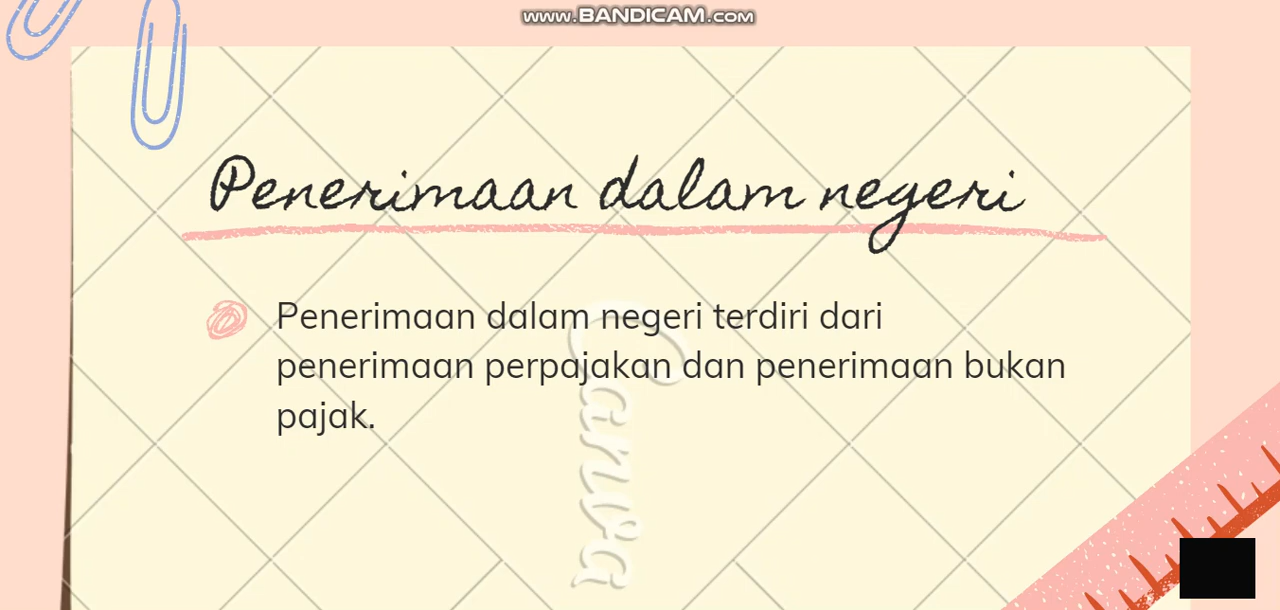 www.BANDICAM.com
Penerimaan dalam negeri
Penerimaan dalam negeri terdiri dari
penerimaan perpajakan dan penerimaan bukan
pajak.
Canva